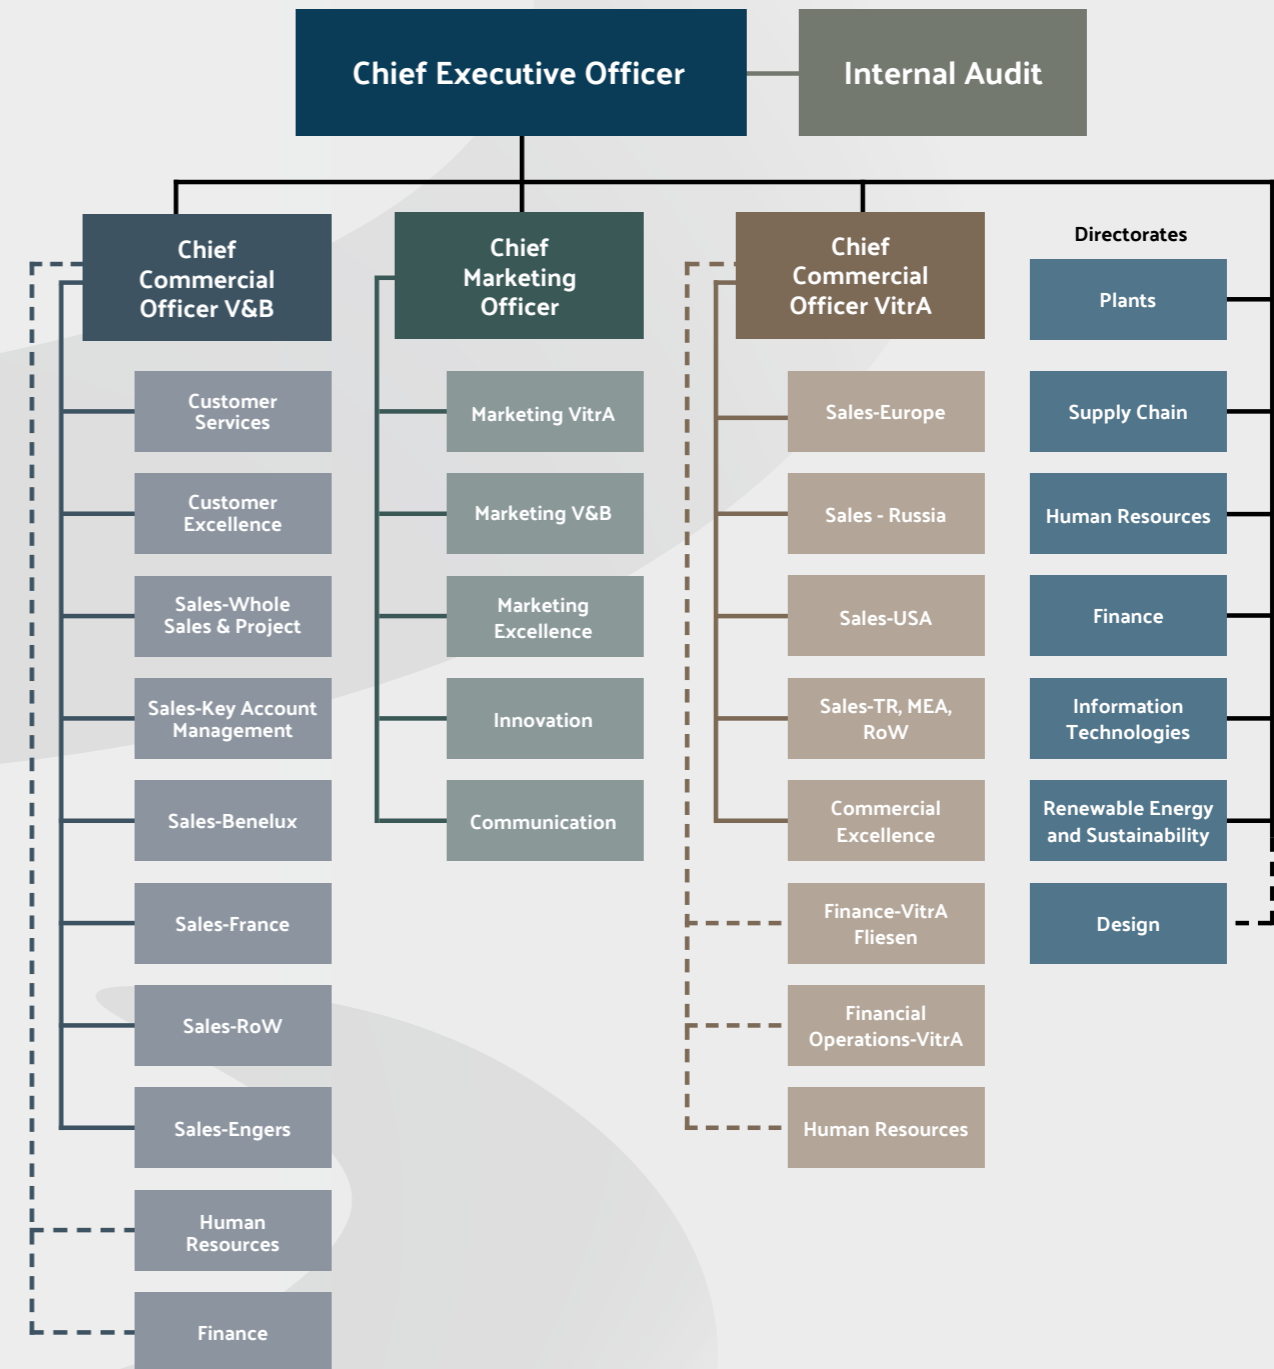 Chief Executive Officer
Internal Audit
Chief
Commercial
Officer V&B
Customer
Services
Customer
Excellence
Sales-Whole
Sales & Project
Sales-Key Account
Management
Sales-Benelux
Sales-France
Sales-RoW
Sales-Engers
Human
Resources
Finance
Chief
Marketing
Officer
Marketing VitrA
Marketing V&B
Marketing
Excellence
Innovation
Communication
Chief
Commercial
Officer VitrA
Sales-Europe
Sales - Russia
Sales-USA
Sales-TR, MEA,
RoW
Commercial
Excellence
Finance-VitrA
Fliesen
Financial
Operations-VitrA
Human Resources
Directorates
Plants
Supply Chain
Human Resources
Finance
Information
Technologies
Renewable Energy
and Sustainability
Design